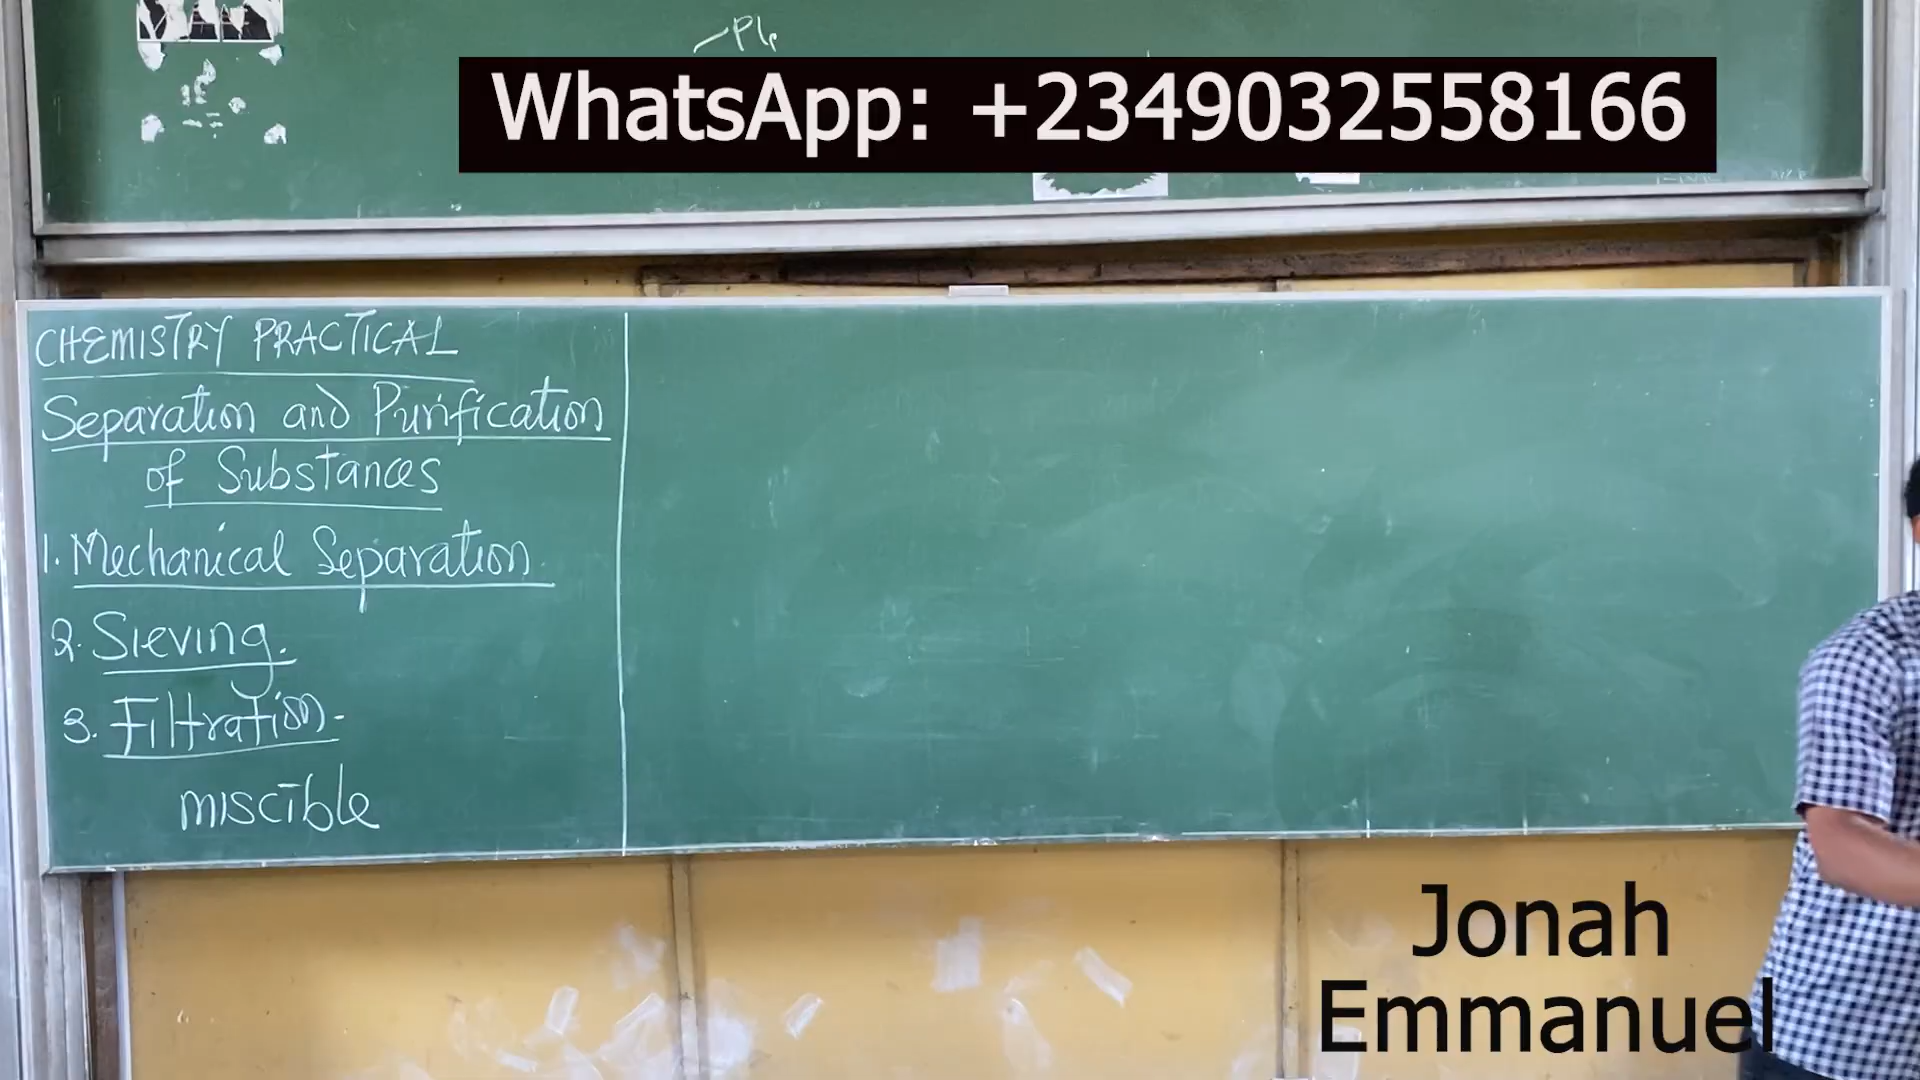 WhatsApp: +2349032558166
CHEMISTRY PRACTICAL
Separation and Purification
of Substances
1. Mechanical Separation.
2. Sieving.
3. Filtration-
miscible
Jonah
Emmanuel